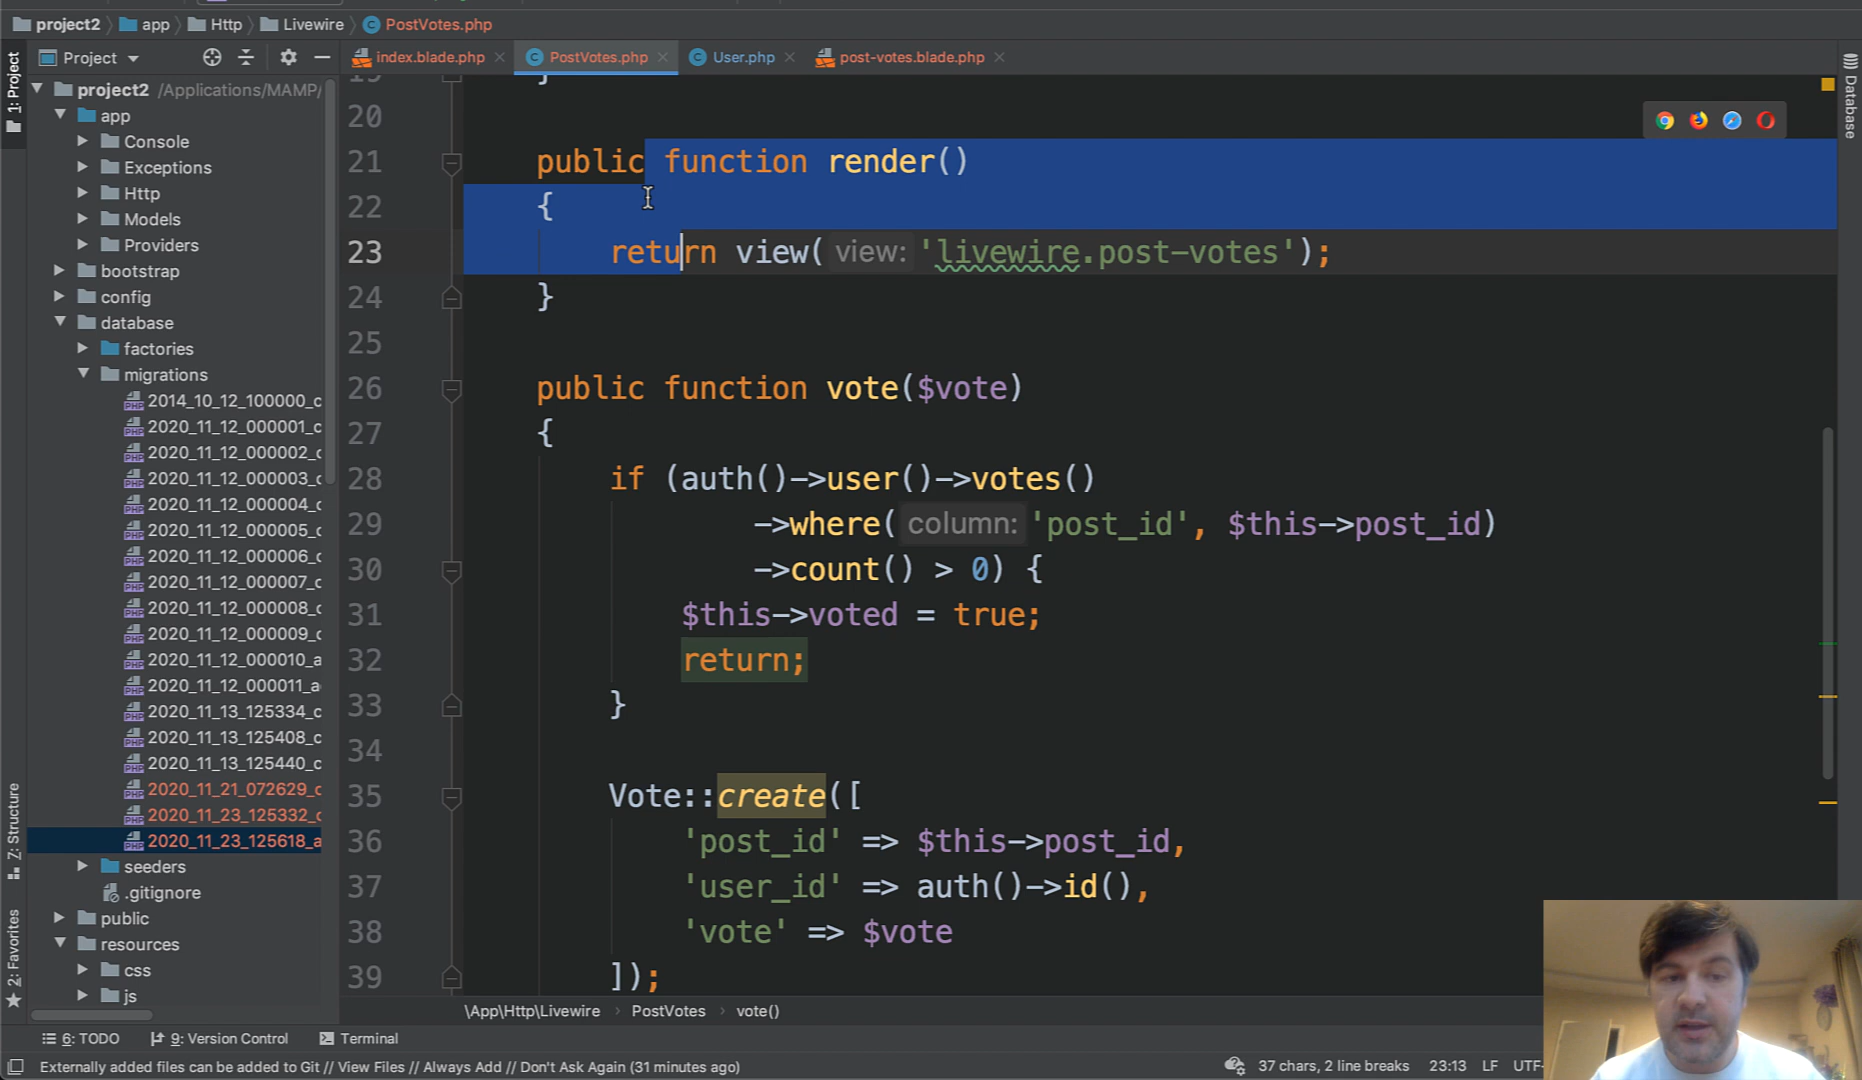 project2 app Http Livewire PostVotes.php
Project
index.blade.php PostVotes.php User.php post-votes.blade.php
1: Project
Database
project2 /Applications/MAMP/
app
Console
Exceptions
Http
Models
Providers
bootstrap
config
database
factories
migrations
2014_10_12_100000_c
2020_11_12_000001_c
2020_11_12_000002_c
2020_11_12_000003_c
2020_11_12_000004_c
2020_11_12_000005_c
2020_11_12_000006_c
2020_11_12_000007_c
2020_11_12_000008_c
2020_11_12_000009_c
2020_11_12_000010_a
2020_11_12_000011_a
2020_11_13_125334_c
2020_11_13_125408_c
2020_11_13_125440_c
2020_11_21_072629_c
2020_11_23_125332_c
2020_11_23_125618_a
seeders
.gitignore
public
resources
css
js
Z: Structure
2: Favorites
19 }
20
21 public function render()
22 {
23 return view( view: 'livewire.post-votes');
24 }
25
26 public function vote($vote)
27 {
28 if (auth()->user()->votes()
29 ->where( column: 'post_id', $this->post_id)
30 ->count() > 0) {
31 $this->voted = true;
32 return;
33 }
34
35 Vote::create([
36 'post_id' => $this->post_id,
37 'user_id' => auth()->id(),
38 'vote' => $vote
39 ]);
\App\Http\Livewire › PostVotes › vote()
6: TODO 9: Version Control Terminal
Externally added files can be added to Git // View Files // Always Add // Don't Ask Again (31 minutes ago) 37 chars, 2 line breaks 23:13 LF UTF-